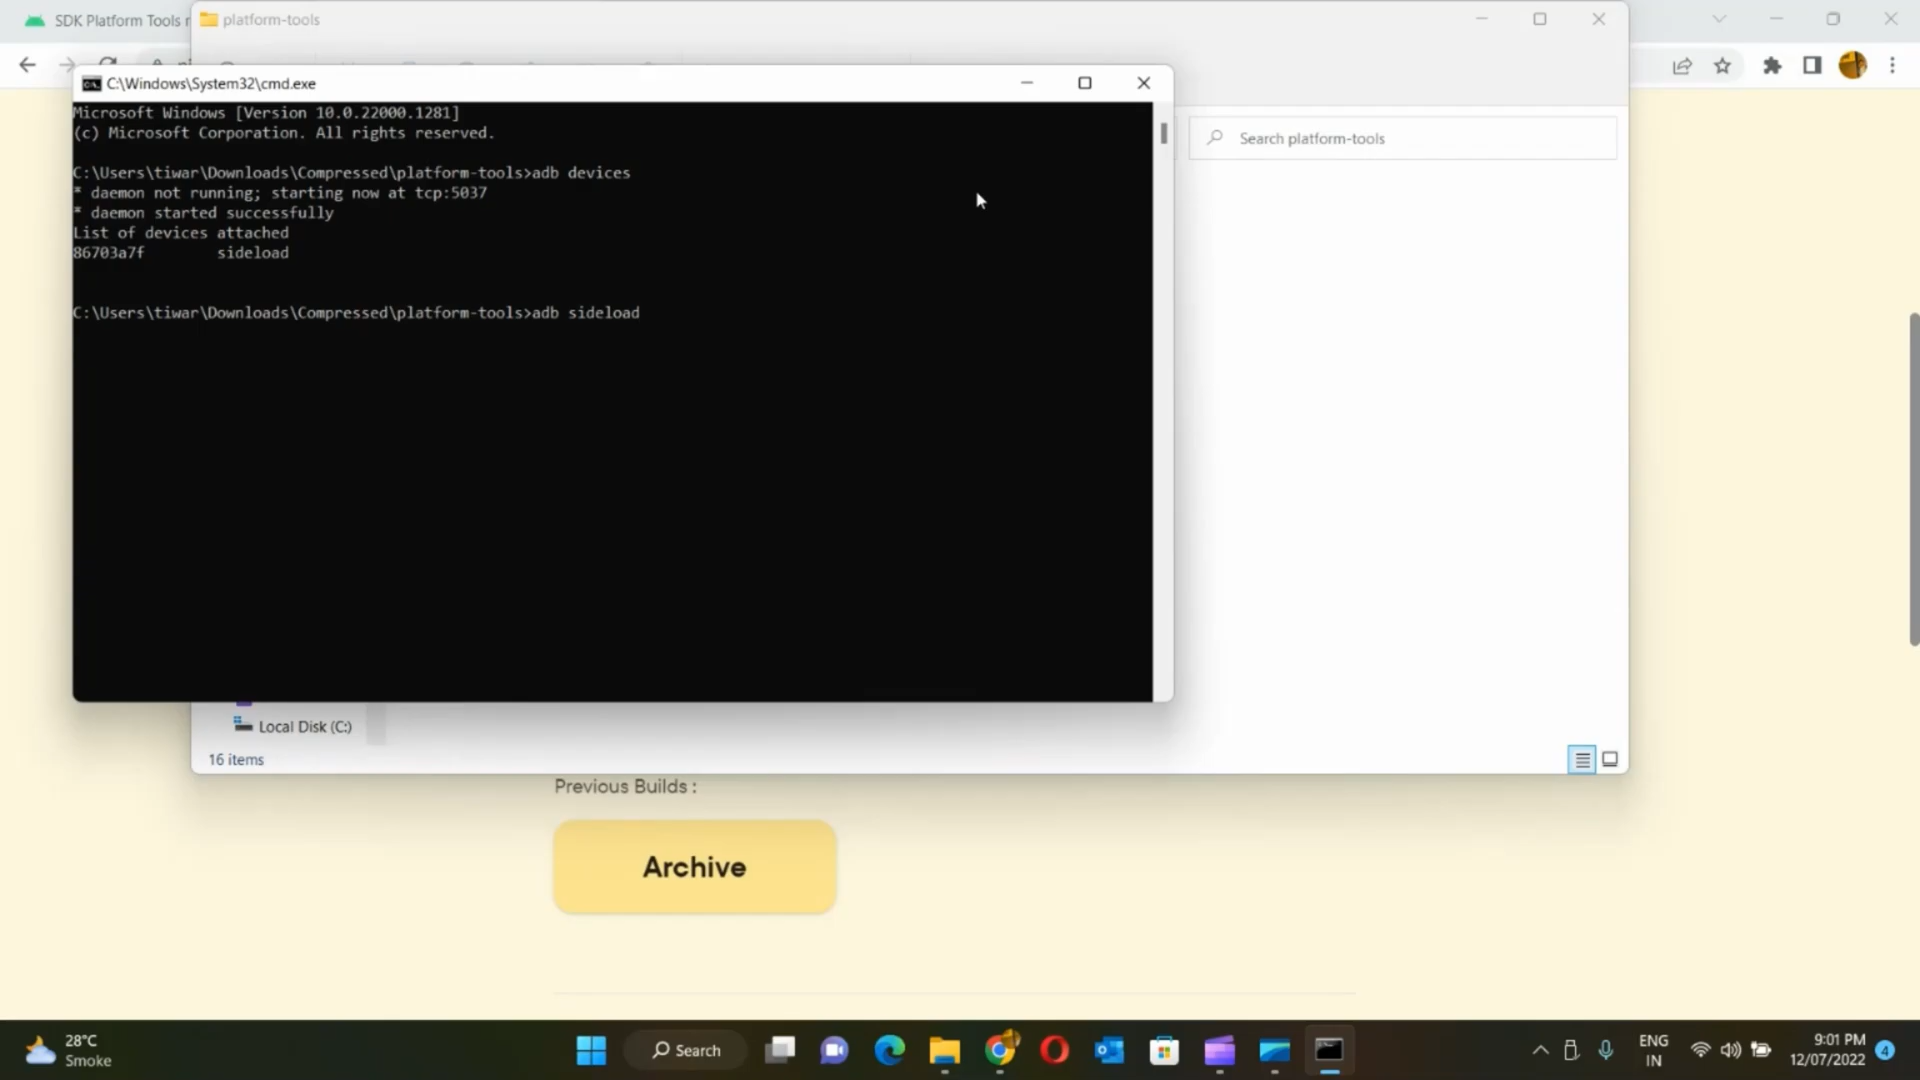 SDK Platform Tools r
platform-tools
C:\Windows\System32\cmd.exe
Microsoft Windows [Version 10.0.22000.1281]
(c) Microsoft Corporation. All rights reserved.
Search platform-tools
C:\Users\tiwar\Downloads\Compressed\platform-tools>adb devices
* daemon not running; starting now at tcp:5037
* daemon started successfully
List of devices attached
86703a7f sideload
C:\Users\tiwar\Downloads\Compressed\platform-tools>adb sideload
Local Disk (C:)
16 items
Previous Builds :
Archive
28°C
Smoke
Search
ENG
IN
9:01 PM
12/07/2022
4